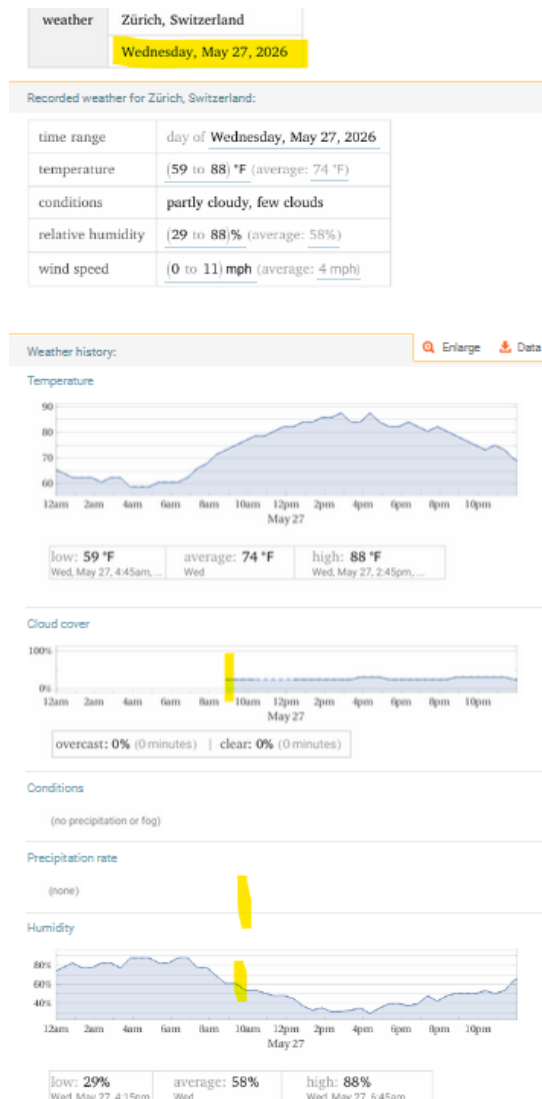 weather Zürich, Switzerland
Wednesday, May 27, 2026
Recorded weather for Zürich, Switzerland:
time range day of Wednesday, May 27, 2026
temperature (59 to 88) °F (average: 74 °F)
conditions partly cloudy, few clouds
relative humidity (29 to 88)% (average: 58%)
wind speed (0 to 11) mph (average: 4 mph)
Weather history: Enlarge Data
Temperature
90
80
70
60
12am 2am 4am 6am 8am 10am 12pm 2pm 4pm 6pm 8pm 10pm
May 27
low: 59 °F average: 74 °F high: 88 °F
Wed, May 27, 4:45am, ... Wed Wed, May 27, 2:45pm, ...
Cloud cover
100%
0%
12am 2am 4am 6am 8am 10am 12pm 2pm 4pm 6pm 8pm 10pm
May 27
overcast: 0% (0 minutes) | clear: 0% (0 minutes)
Conditions
(no precipitation or fog)
Precipitation rate
(none)
Humidity
80%
60%
40%
12am 2am 4am 6am 8am 10am 12pm 2pm 4pm 6pm 8pm 10pm
May 27
low: 29% average: 58% high: 88%
Wed, May 27, 4:15pm Wed Wed, May 27, 6:45am